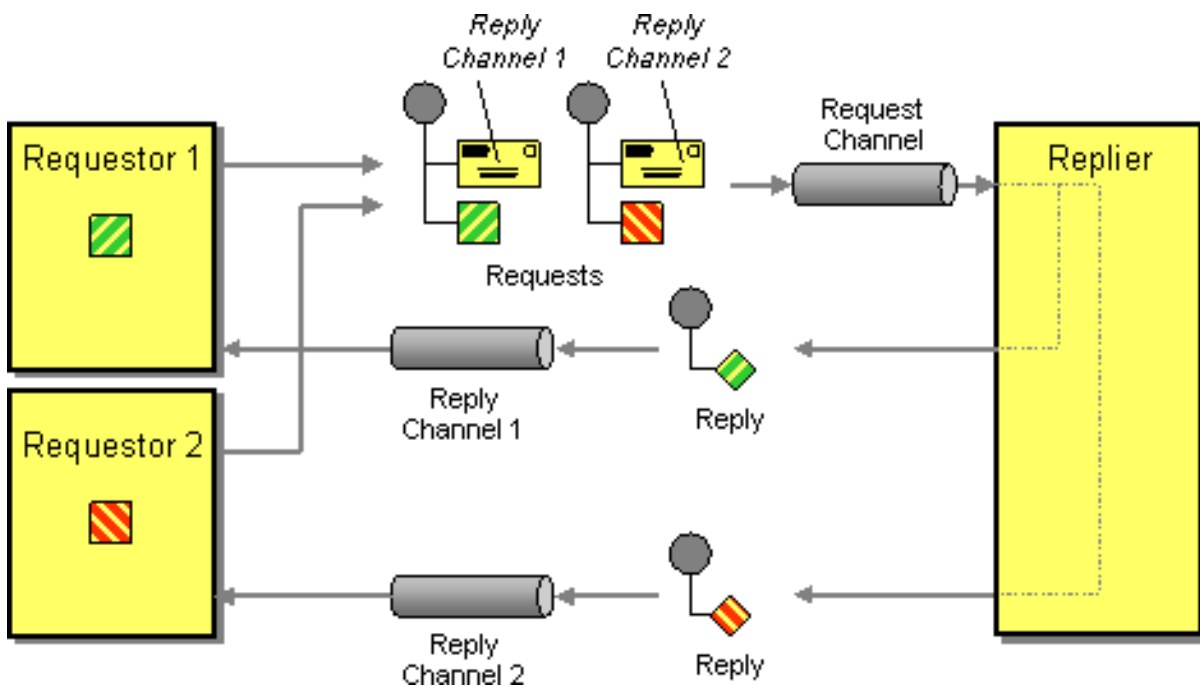 Reply
Channel 1
Reply
Channel 2
Request
Channel
Requestor 1
Replier
Requests
Reply
Channel 1
Reply
Requestor 2
Reply
Channel 2
Reply